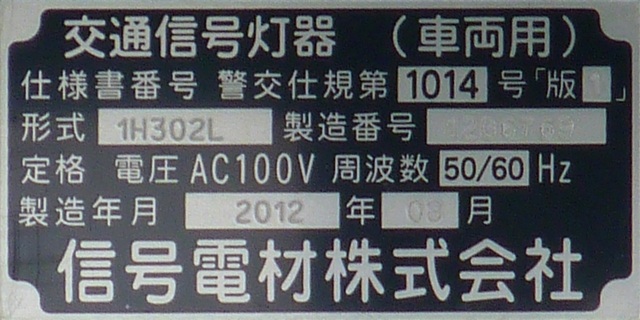 交通信号灯器 (車両用)
仕様書番号 警交仕規第 1014 号「版1」
形式 1H302L 製造番号
定格 電圧 AC100V 周波数 50/60 Hz
製造年月 2012 年 03 月
信号電材株式会社